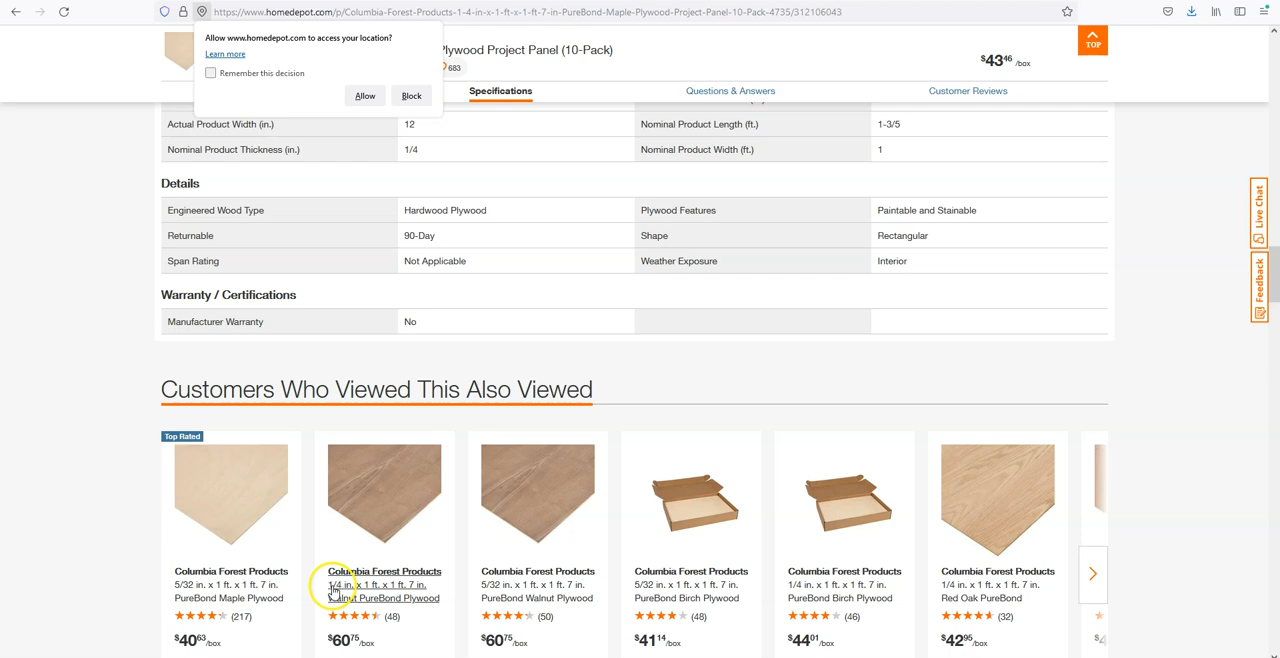 https://www.homedepot.com/p/Columbia-Forest-Products-1-4-in-x-1-ft-x-1-ft-7-in-PureBond-Maple-Plywood-Project-Panel-10-Pack-4735/312106043
Allow www.homedepot.com to access your location?
Learn more
Remember this decision
Allow
Block
Plywood Project Panel (10-Pack)
683
$43.46 /box
TOP
Specifications
Questions & Answers
Customer Reviews
Actual Product Width (in.) 12 Nominal Product Length (ft.) 1-3/5
Nominal Product Thickness (in.) 1/4 Nominal Product Width (ft.) 1
Details
Engineered Wood Type Hardwood Plywood Plywood Features Paintable and Stainable
Returnable 90-Day Shape Rectangular
Span Rating Not Applicable Weather Exposure Interior
Warranty / Certifications
Manufacturer Warranty No
Live Chat
Feedback
Customers Who Viewed This Also Viewed
Top Rated
Columbia Forest Products
5/32 in. x 1 ft. x 1 ft. 7 in.
PureBond Maple Plywood
(217)
$40.63/box
Columbia Forest Products
1/4 in. x 1 ft. x 1 ft. 7 in.
Walnut PureBond Plywood
(48)
$60.75/box
Columbia Forest Products
5/32 in. x 1 ft. x 1 ft. 7 in.
PureBond Walnut Plywood
(50)
$60.75/box
Columbia Forest Products
5/32 in. x 1 ft. x 1 ft. 7 in.
PureBond Birch Plywood
(48)
$41.14/box
Columbia Forest Products
1/4 in. x 1 ft. x 1 ft. 7 in.
PureBond Birch Plywood
(46)
$44.01/box
Columbia Forest Products
1/4 in. x 1 ft. x 1 ft. 7 in.
Red Oak PureBond
(32)
$42.95/box